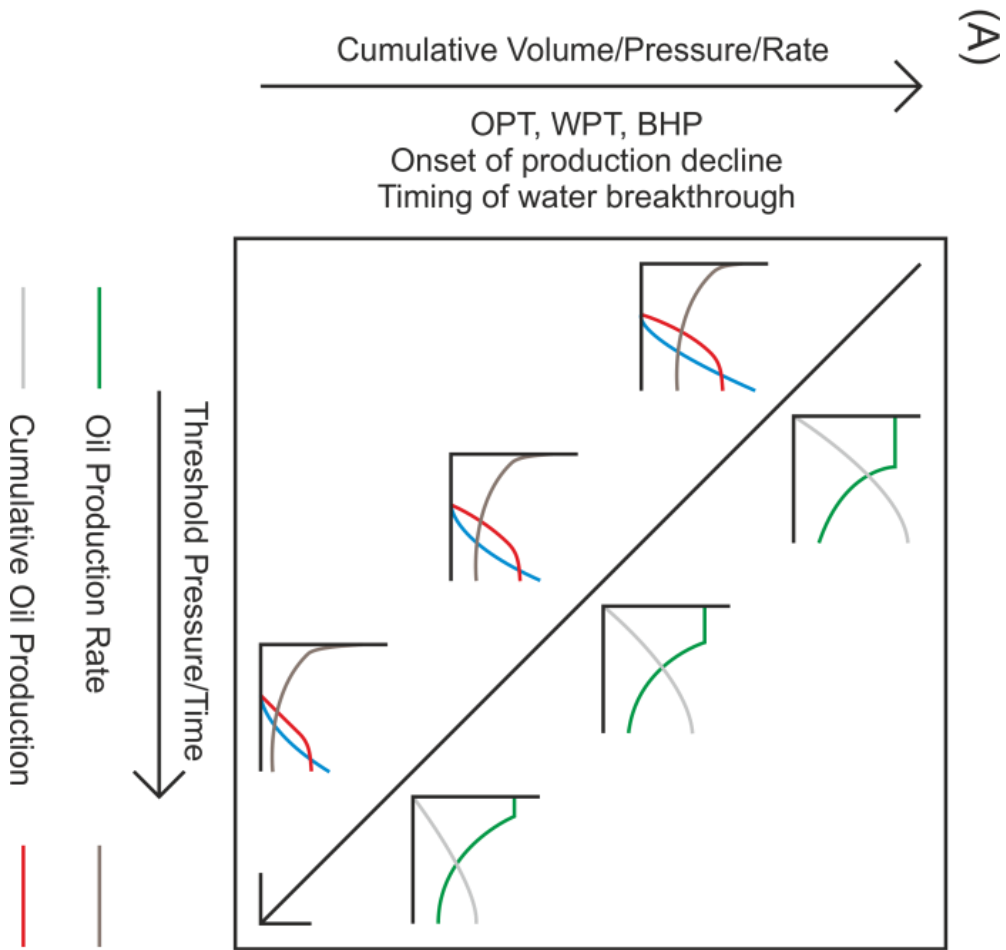 (A)
Cumulative Volume/Pressure/Rate
OPT, WPT, BHP
Onset of production decline
Timing of water breakthrough
Threshold Pressure/Time
Oil Production Rate
Cumulative Oil Production